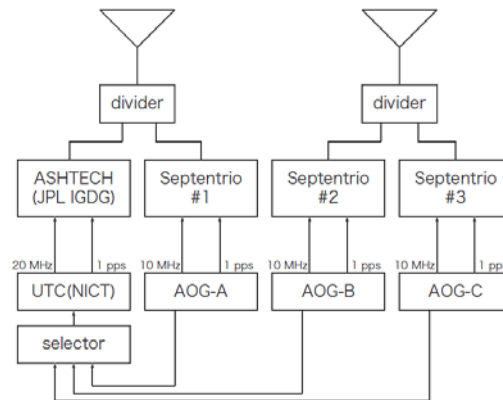 divider
divider
ASHTECH
(JPL IGDG)
Septentrio
#1
Septentrio
#2
Septentrio
#3
20 MHz
1 pps
10 MHz
1 pps
10 MHz
1 pps
10 MHz
1 pps
UTC(NICT)
AOG-A
AOG-B
AOG-C
selector